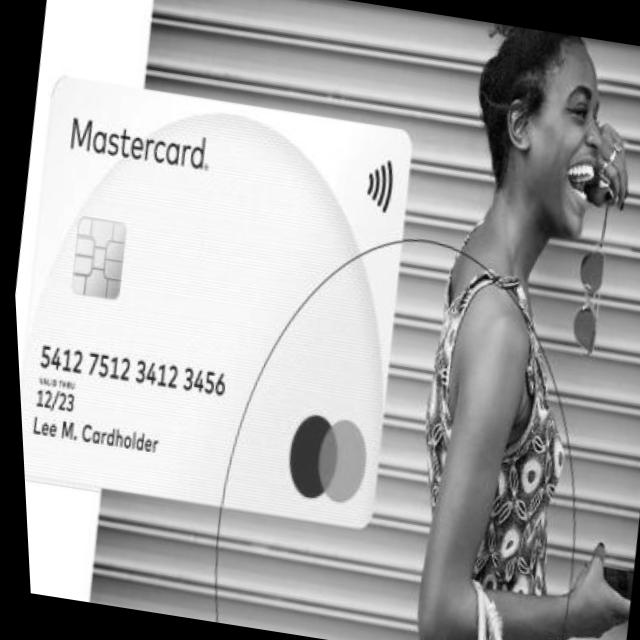 Mastercard.
5412 7512 3412 3456
VALID THRU
12/23
Lee M. Cardholder